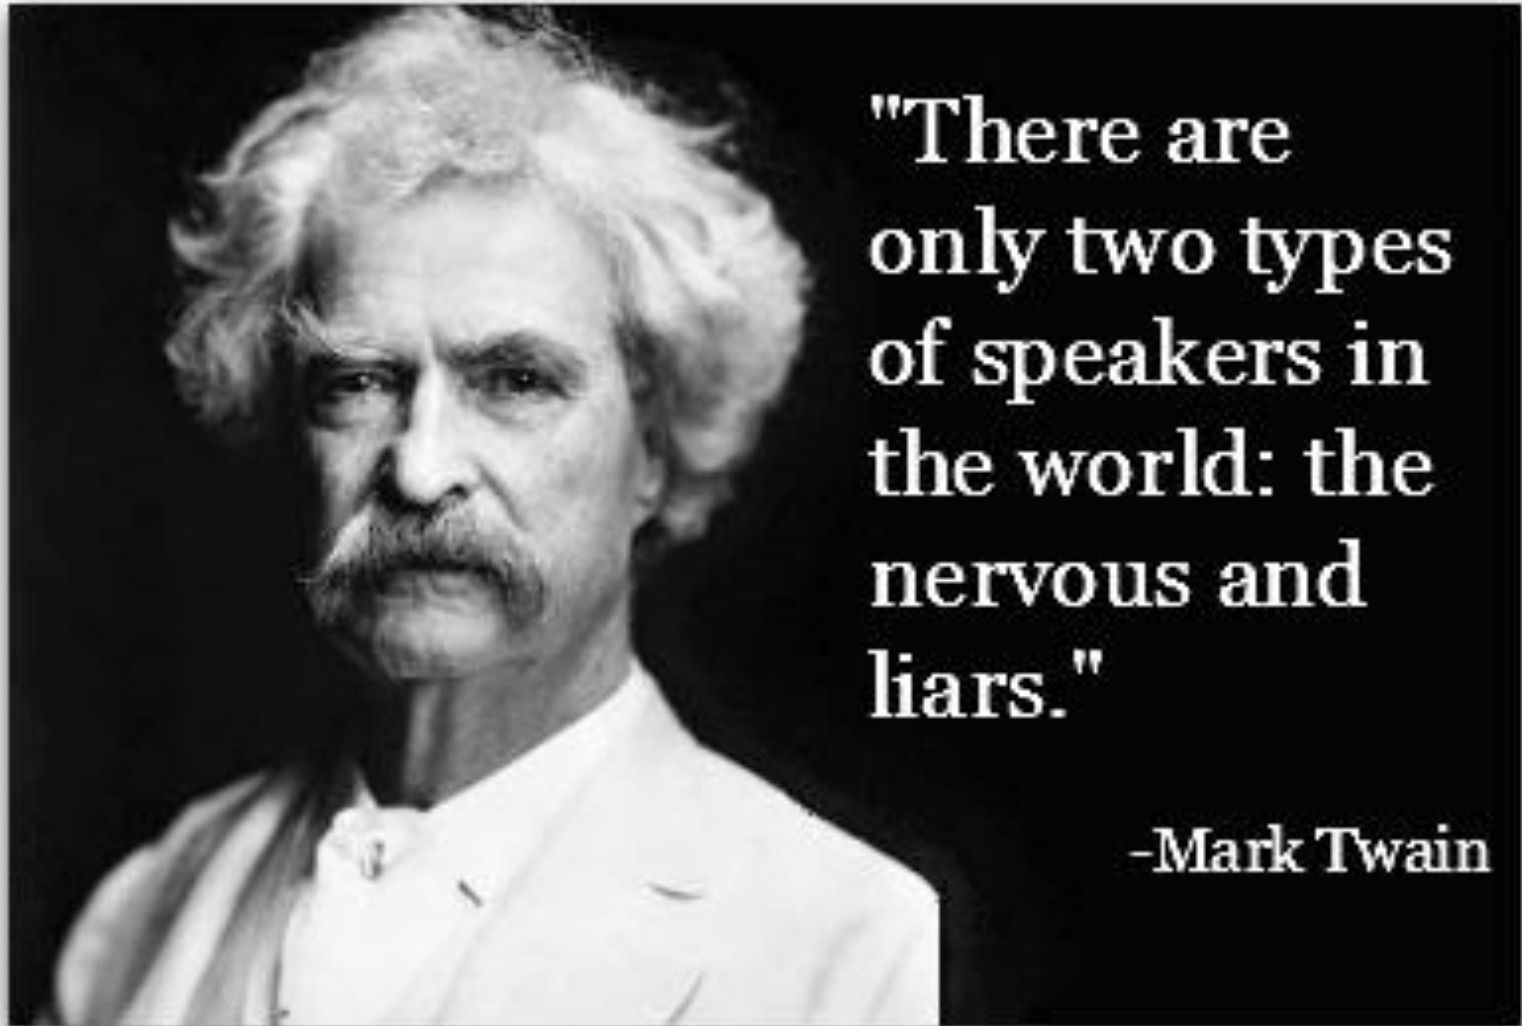 "There are
only two types
of speakers in
the world: the
nervous and
liars."
-Mark Twain